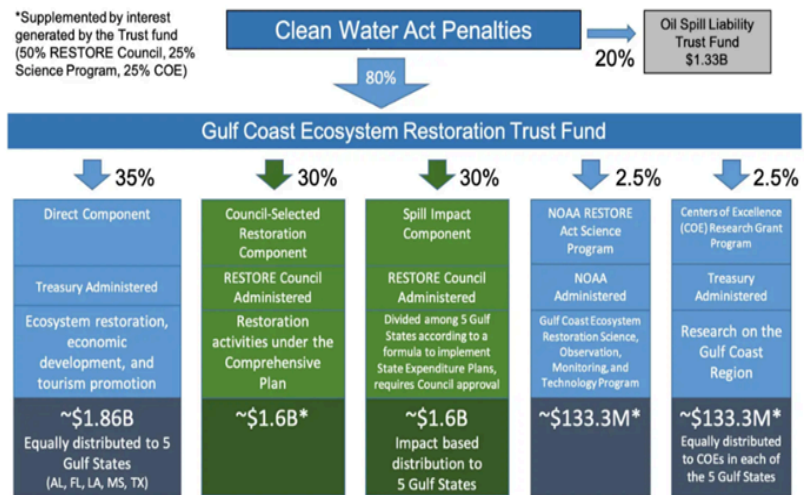 *Supplemented by interest
generated by the Trust fund
(50% RESTORE Council, 25%
Science Program, 25% COE)
Clean Water Act Penalties
20%
Oil Spill Liability
Trust Fund
$1.33B
80%
Gulf Coast Ecosystem Restoration Trust Fund
35%
30%
30%
2.5%
2.5%
Direct Component
Treasury Administered
Ecosystem restoration,
economic
development, and
tourism promotion
~$1.86B
Equally distributed to 5
Gulf States
(AL, FL, LA, MS, TX)
Council-Selected
Restoration
Component
RESTORE Council
Administered
Restoration
activities under the
Comprehensive
Plan
~$1.6B*
Spill Impact
Component
RESTORE Council
Administered
Divided among 5 Gulf
States according to a
formula to implement
State Expenditure Plans,
requires Council approval
~$1.6B
Impact based
distribution to
5 Gulf States
NOAA RESTORE
Act Science
Program
NOAA
Administered
Gulf Coast Ecosystem
Restoration Science,
Observation,
Monitoring, and
Technology Program
~$133.3M*
Centers of Excellence
(COE) Research Grant
Program
Treasury
Administered
Research on the
Gulf Coast
Region
~$133.3M*
Equally distributed
to COEs in each of
the 5 Gulf States